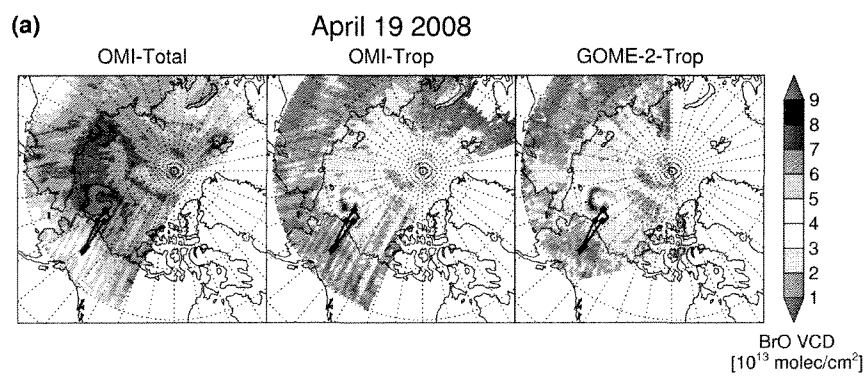 (a)
April 19 2008
OMI-Total
OMI-Trop
GOME-2-Trop
9
8
7
6
5
4
3
2
1
BrO VCD
[10¹³ molec/cm²]